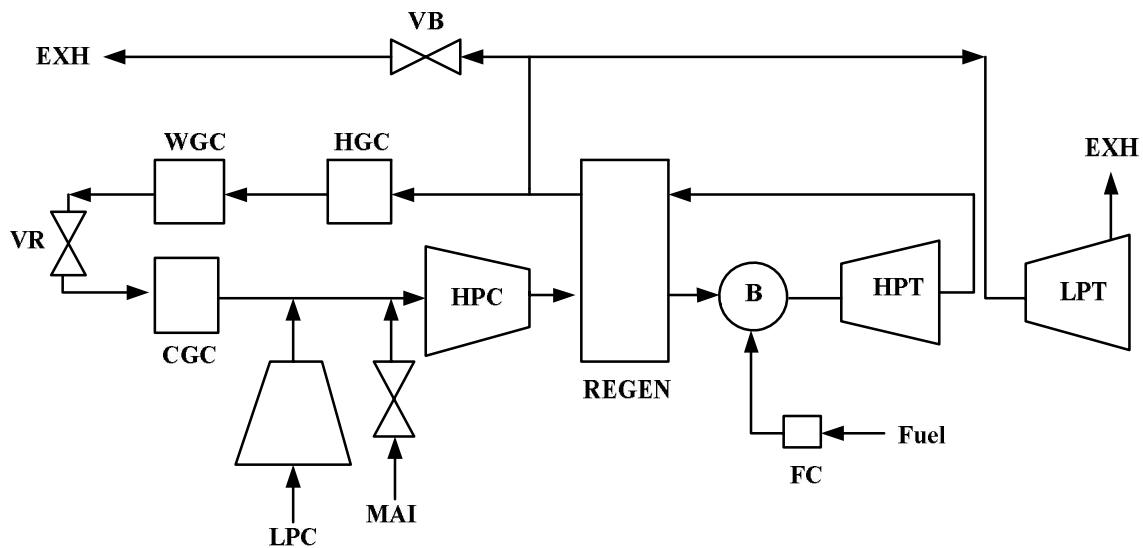 VB
EXH
WGC
HGC
EXH
VR
HPC
B
HPT
LPT
CGC
REGEN
Fuel
FC
MAI
LPC